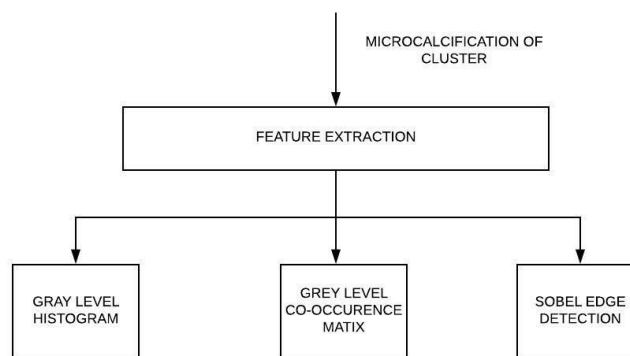 MICROCALCIFICATION OF
CLUSTER
FEATURE EXTRACTION
GRAY LEVEL
HISTOGRAM
GREY LEVEL
CO-OCCURENCE
MATIX
SOBEL EDGE
DETECTION